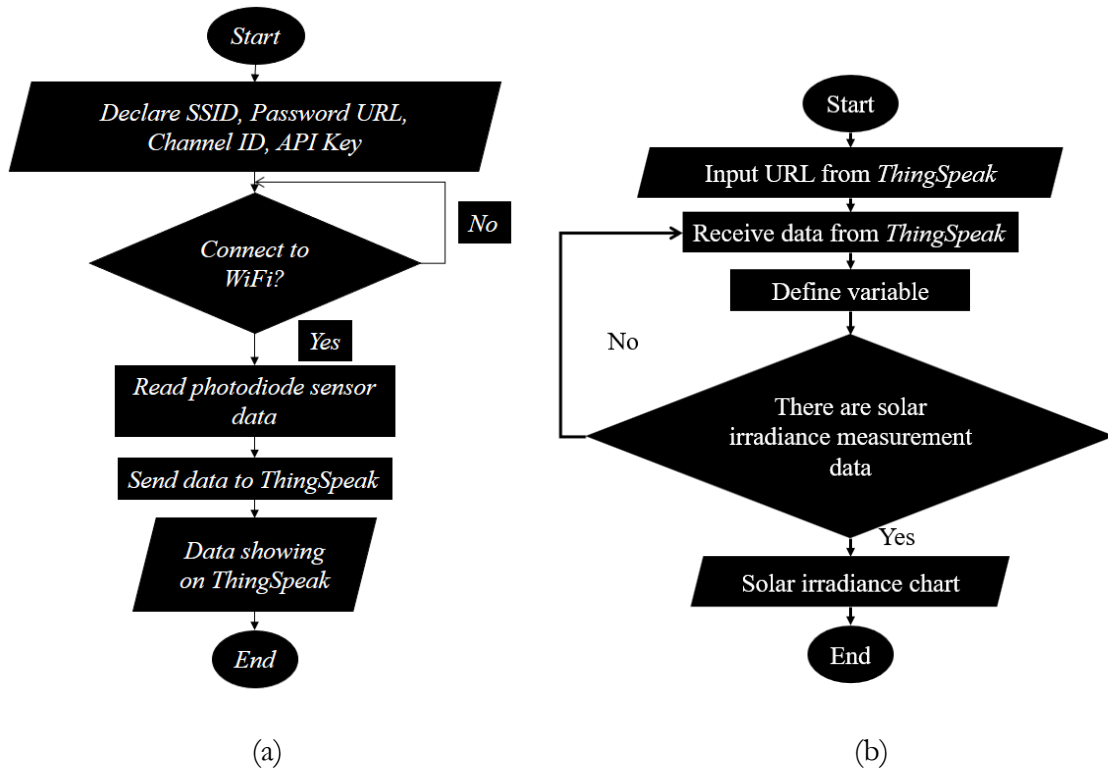 Start
Declare SSID, Password URL,
Channel ID, API Key
No
Connect to
WiFi?
Yes
Read photodiode sensor
data
Send data to ThingSpeak
Data showing
on ThingSpeak
End
(a)
Start
Input URL from ThingSpeak
Receive data from ThingSpeak
Define variable
No
There are solar
irradiance measurement
data
Yes
Solar irradiance chart
End
(b)